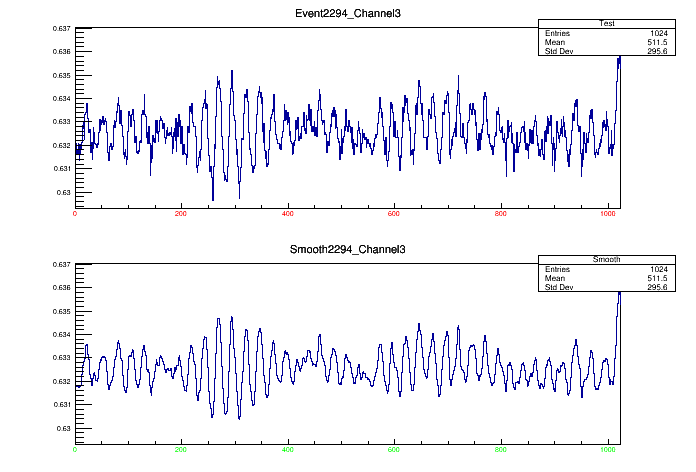 Event2294_Channel3
Test
Entries 1024
Mean 511.5
Std Dev 295.6
0.637
0.636
0.635
0.634
0.633
0.632
0.631
0.63
0 200 400 600 800 1000
Smooth2294_Channel3
Smooth
Entries 1024
Mean 511.5
Std Dev 295.6
0.637
0.636
0.635
0.634
0.633
0.632
0.631
0.63
0 200 400 600 800 1000